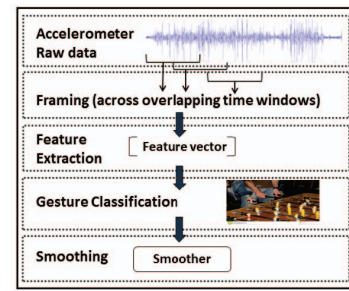 Accelerometer
Raw data
Framing (across overlapping time windows)
Feature
Extraction
Feature vector
Gesture Classification
Smoothing
Smoother